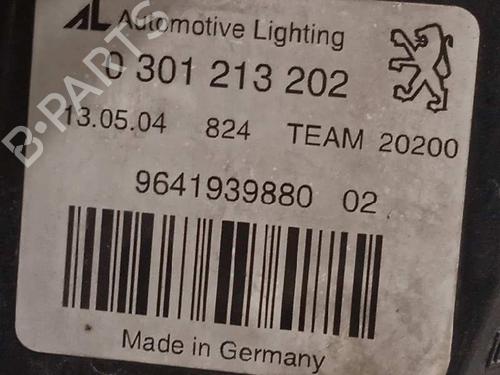 AL Automotive Lighting
0 301 213 202
13.05.04 824 TEAM 20200
9641939880 02
Made in Germany
B-PARTS